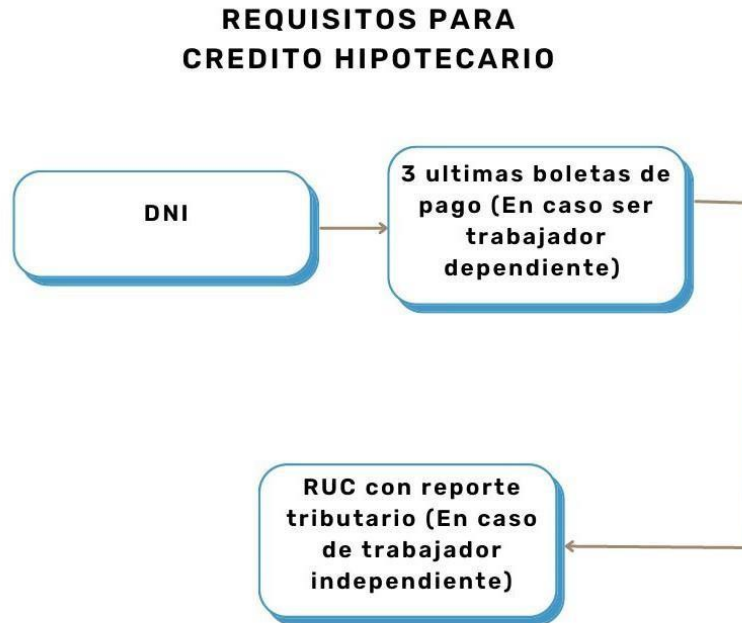 REQUISITOS PARA
CREDITO HIPOTECARIO
DNI
3 ultimas boletas de
pago (En caso ser
trabajador
dependiente)
RUC con reporte
tributario (En caso
de trabajador
independiente)